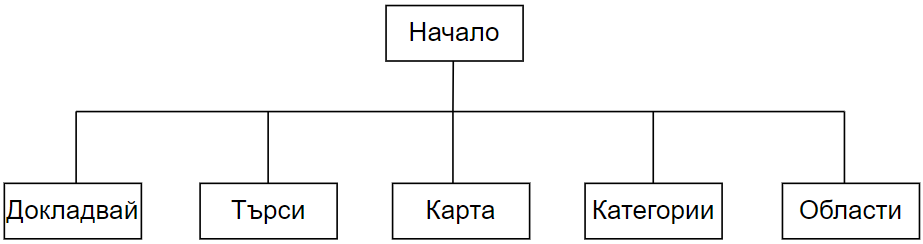 Начало
Докладвай
Търси
Карта
Категории
Области